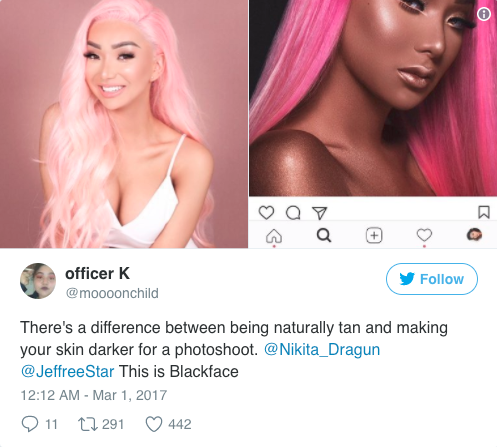 officer K
@moooonchild
Follow
There's a difference between being naturally tan and making
your skin darker for a photoshoot. @Nikita_Dragun
@JeffreeStar This is Blackface
12:12 AM - Mar 1, 2017
11 291 442